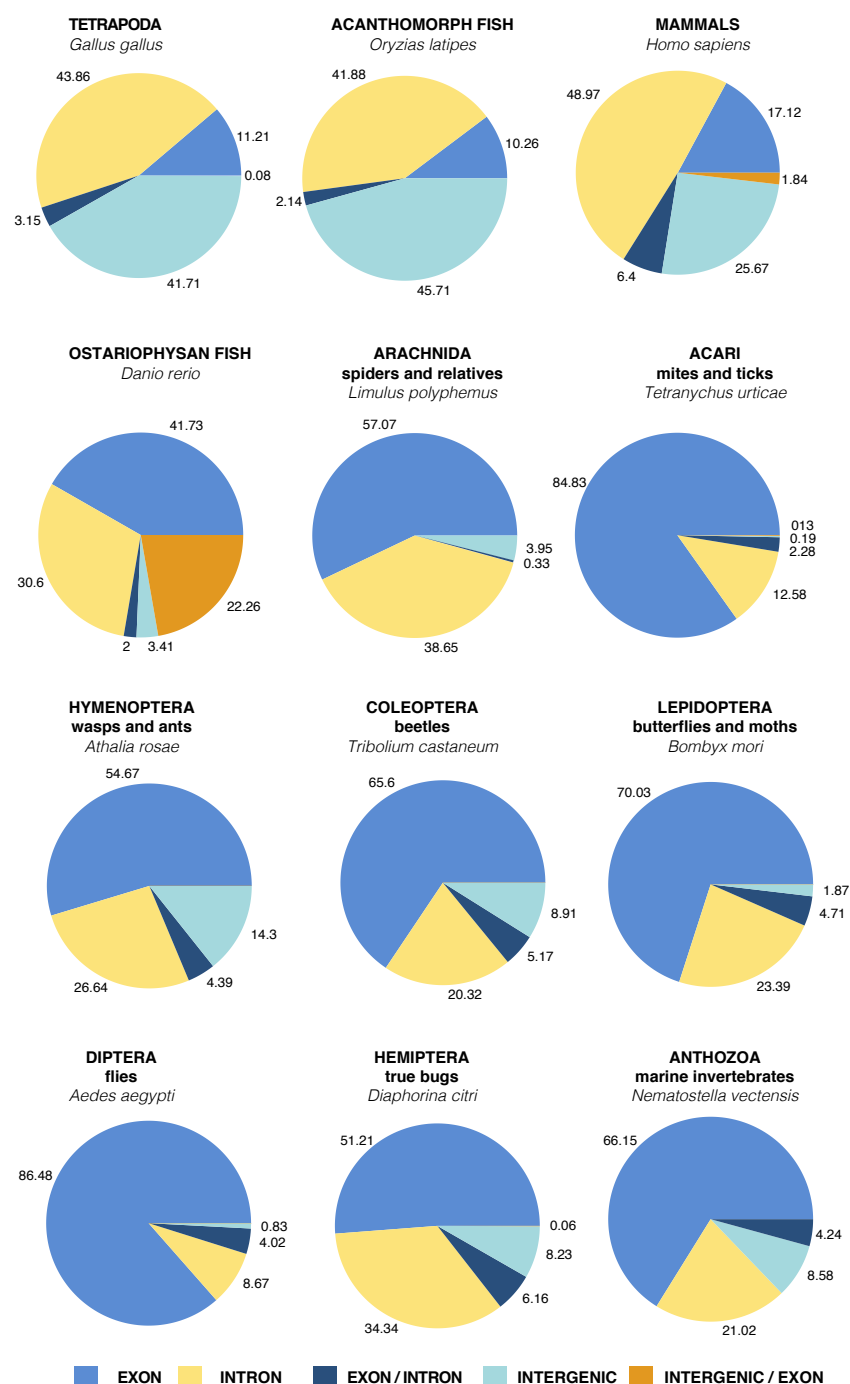 TETRAPODA
Gallus gallus
43.86
11.21
0.08
3.15
41.71
ACANTHOMORPH FISH
Oryzias latipes
41.88
10.26
2.14
45.71
MAMMALS
Homo sapiens
48.97
17.12
1.84
6.4
25.67
OSTARIOPHYSAN FISH
Danio rerio
41.73
30.6
22.26
2
3.41
ARACHNIDA
spiders and relatives
Limulus polyphemus
57.07
3.95
0.33
38.65
ACARI
mites and ticks
Tetranychus urticae
84.83
013
0.19
2.28
12.58
HYMENOPTERA
wasps and ants
Athalia rosae
54.67
14.3
4.39
26.64
COLEOPTERA
beetles
Tribolium castaneum
65.6
8.91
5.17
20.32
LEPIDOPTERA
butterflies and moths
Bombyx mori
70.03
1.87
4.71
23.39
DIPTERA
flies
Aedes aegypti
86.48
0.83
4.02
8.67
HEMIPTERA
true bugs
Diaphorina citri
51.21
0.06
8.23
6.16
34.34
ANTHOZOA
marine invertebrates
Nematostella vectensis
66.15
4.24
8.58
21.02
EXON INTRON EXON / INTRON INTERGENIC INTERGENIC / EXON